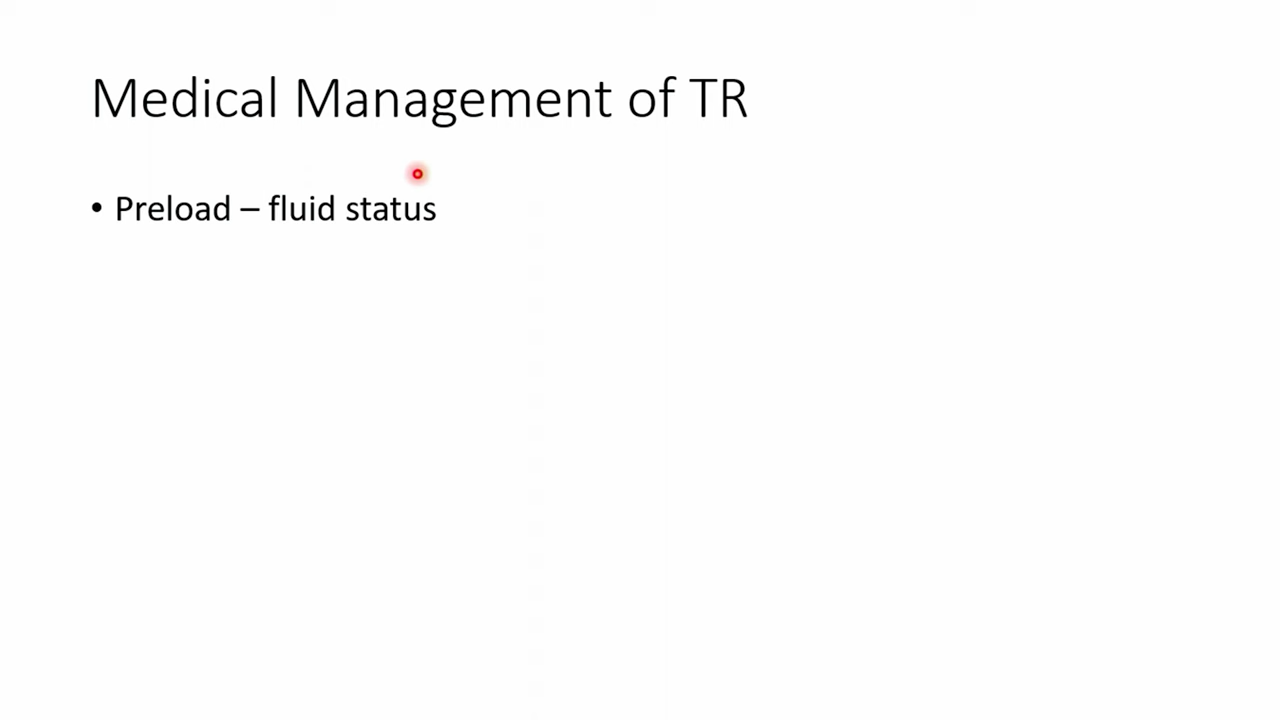 Medical Management of TR
• Preload – fluid status